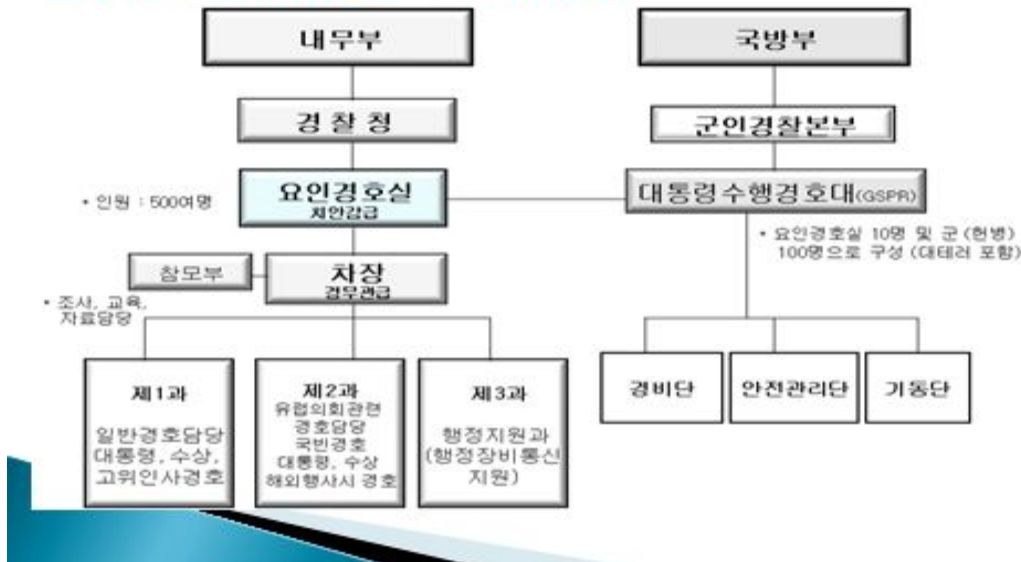 내무부
국방부
경 찰 청
군인경찰본부
요인경호실
치안감급
대통령수행경호대(GSPR)
• 인원 : 500여명
• 요인경호실 10명 및 군 (헌병)
100명으로 구성 (대테러 포함)
참모부
차장
경무관급
• 조사, 교육,
자료담당
제1과
일반경호담당
대통령, 수상,
고위인사경호
제2과
유럽의회관련
경호담당
국빈경호
대통령, 수상
해외행사시 경호
제3과
행정지원과
(행정장비통신
지원)
경비단
안전관리단
기동단